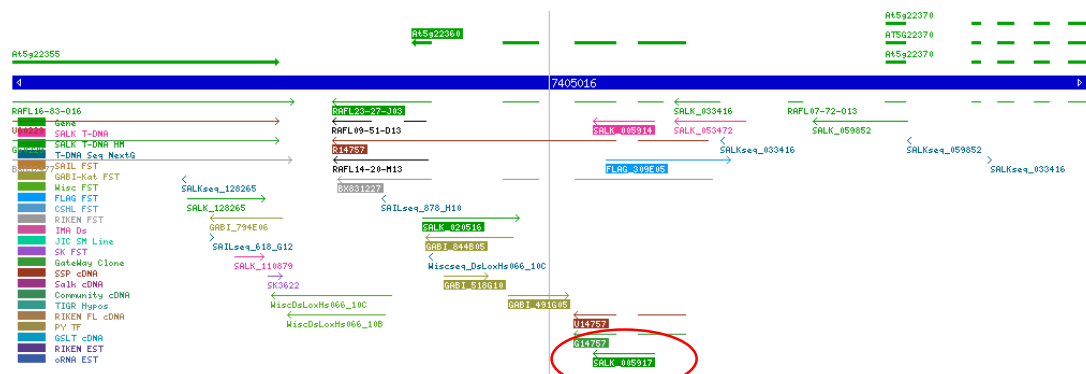 At5g22370
At5g22360 AT5G22370
At5g22355 At5g22370
7405016
RAFL16-83-O16 RAFL23-27-J03 SALK_033416 RAFL07-72-O13
Gene
SALK T-DNA RAFL09-51-D13 SALK_005914 SALK_053472 SALK_059852
SALK T-DNA HM
T-DNA Seq NextG R14757 SALKseq_033416 SALKseq_059852
SAIL FST RAFL14-20-M13 FLAG_309E05 SALKseq_033416
GABI-Kat FST
Wisc FST SALKseq_128265 BX831227
FLAG FST SALK_128265 SAILseq_878_H10
CSHL FST
RIKEN FST GABI_794E06 SALK_020516
IMA Ds
JIC SM Line SAILseq_618_G12 GABI_844B05
SK FST SALK_110879 Wiscseq_DsLoxHs066_10C
GateWay Clone
SSP cDNA SK3622 GABI_518G10
Salk cDNA
Community cDNA WiscDsLoxHs066_10C GABI_491G05
TIGR Hypos
RIKEN FL cDNA WiscDsLoxHs066_10B U14757
PY TF
GSLT cDNA G14757
RIKEN EST
oRNA EST SALK_005917